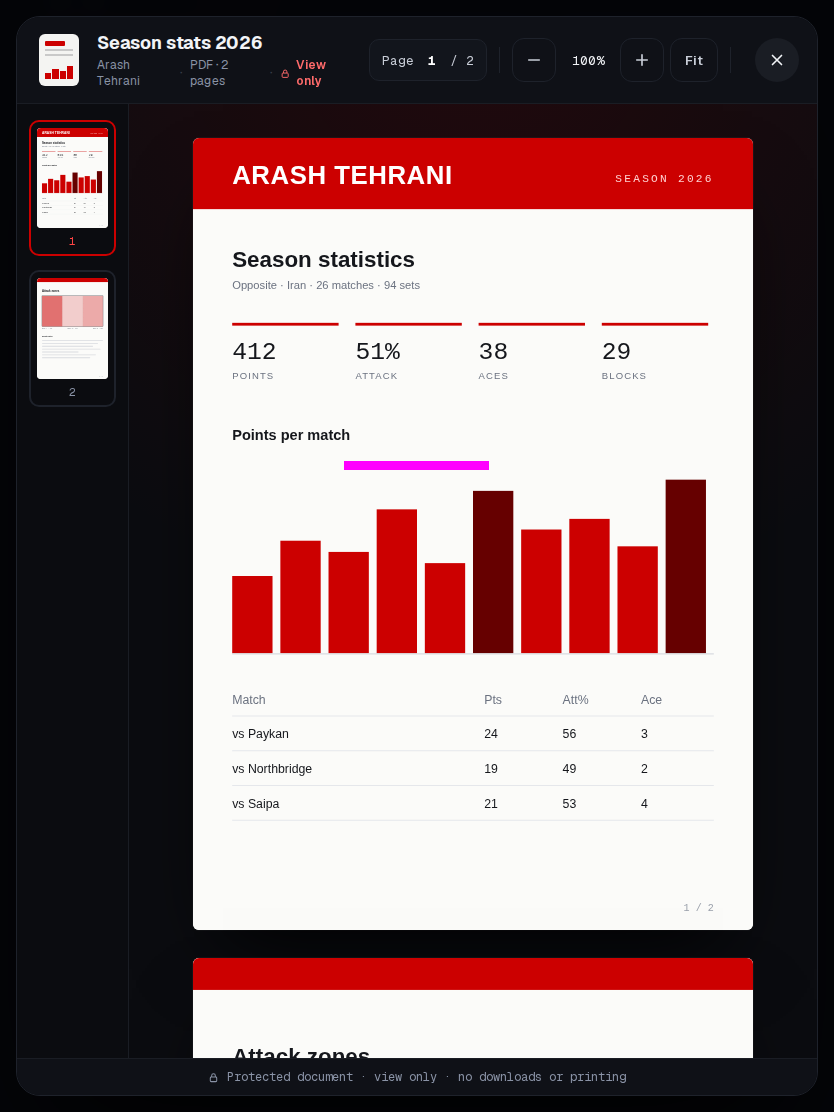 Season stats 2026
Arash Tehrani · PDF · 2 pages · View only
Page 1 / 2
100%
Fit
1
2
ARASH TEHRANI
SEASON 2026
Season statistics
Opposite · Iran · 26 matches · 94 sets
412 51% 38 29
POINTS ATTACK ACES BLOCKS
Points per match
Match Pts Att% Ace
vs Paykan 24 56 3
vs Northbridge 19 49 2
vs Saipa 21 53 4
1 / 2
Attack zones
Protected document · view only · no downloads or printing